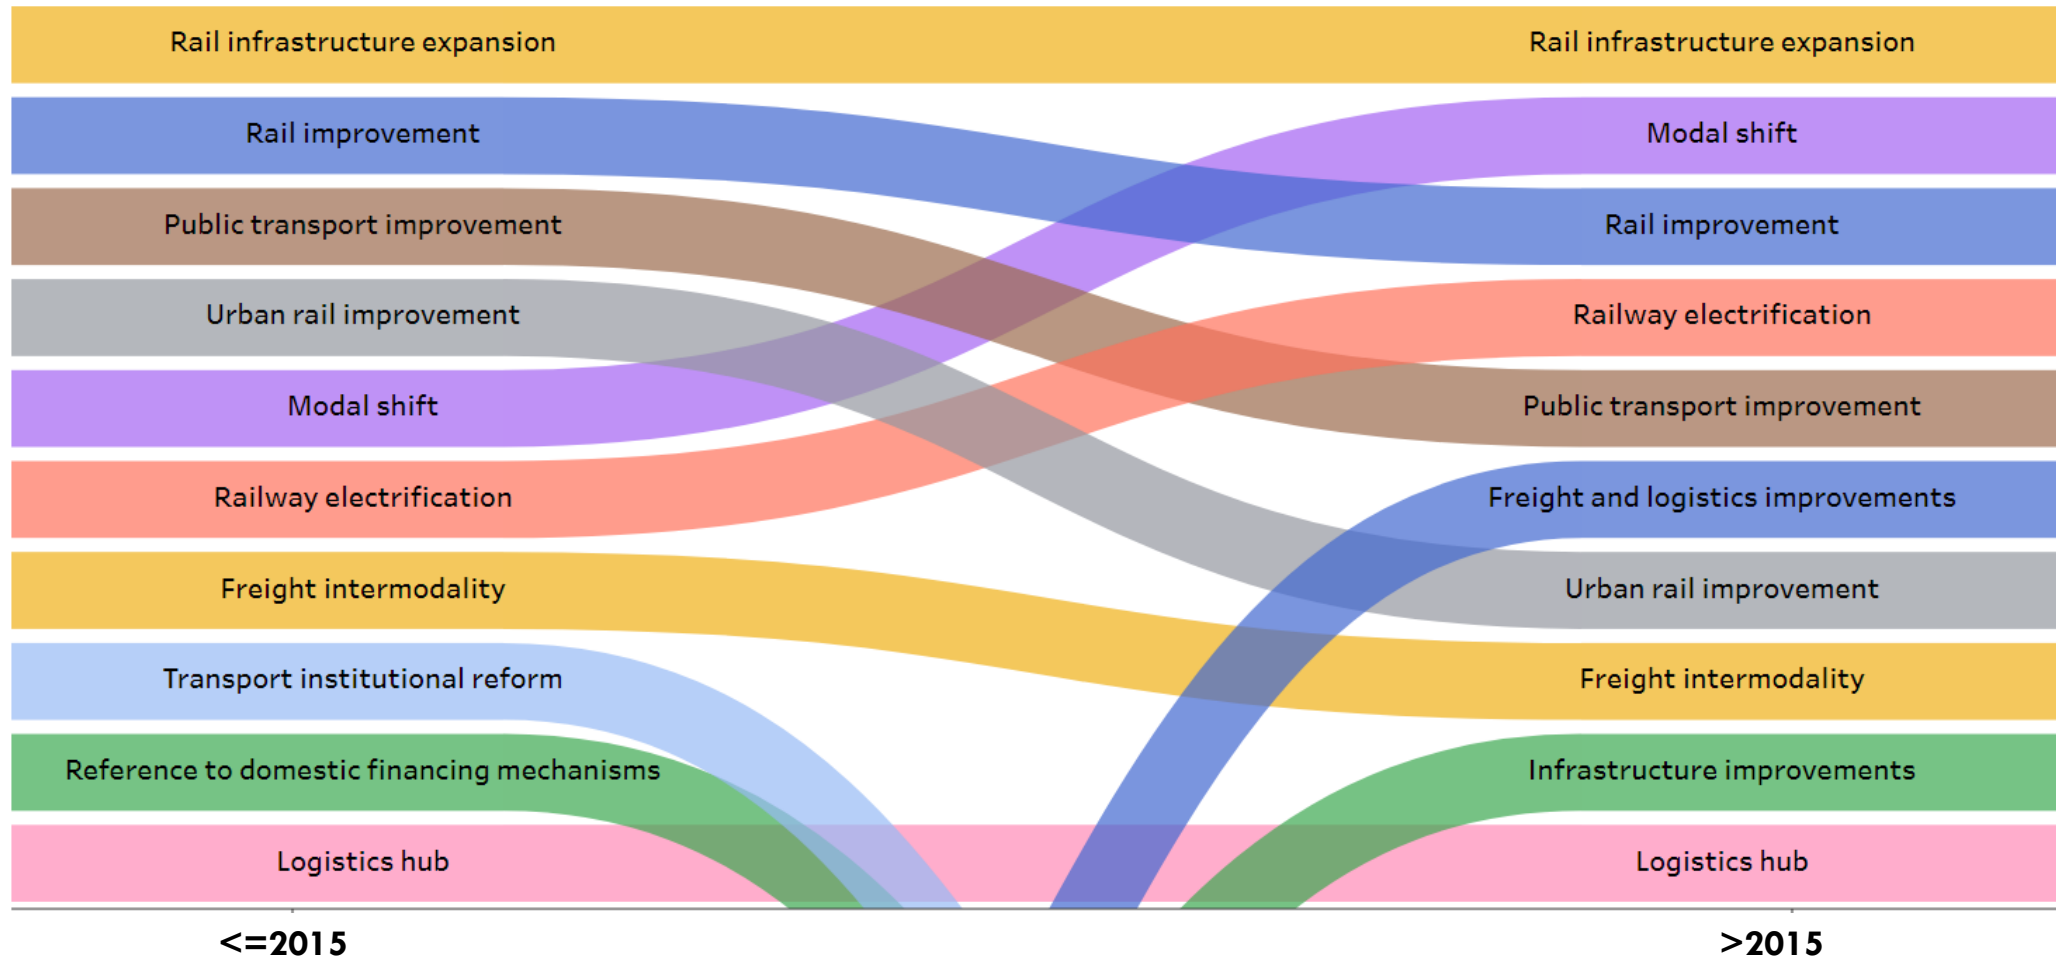 Rail infrastructure expansion
Rail improvement
Public transport improvement
Urban rail improvement
Modal shift
Railway electrification
Freight intermodality
Transport institutional reform
Reference to domestic financing mechanisms
Logistics hub
Rail infrastructure expansion
Modal shift
Rail improvement
Railway electrification
Public transport improvement
Freight and logistics improvements
Urban rail improvement
Freight intermodality
Infrastructure improvements
Logistics hub
<=2015
>2015